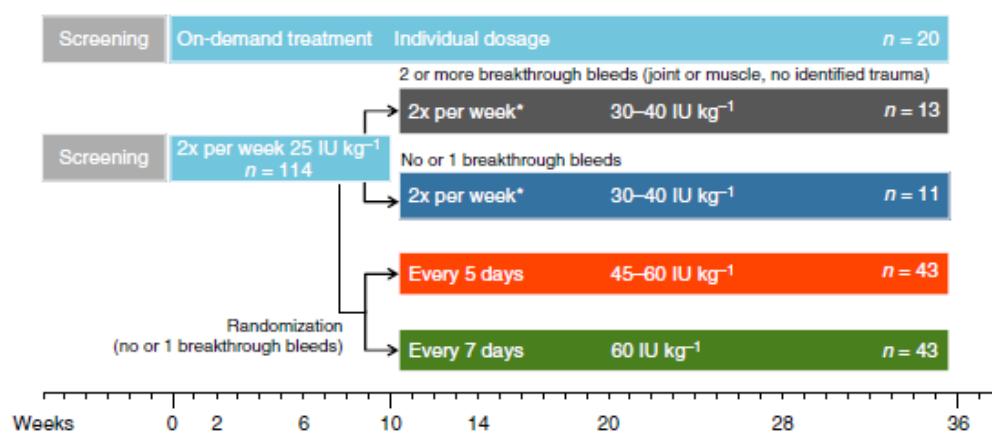 Screening On-demand treatment Individual dosage n = 20
2 or more breakthrough bleeds (joint or muscle, no identified trauma)
2x per week* 30–40 IU kg⁻¹ n = 13
Screening 2x per week 25 IU kg⁻¹
n = 114
No or 1 breakthrough bleeds
2x per week* 30–40 IU kg⁻¹ n = 11
Every 5 days 45–60 IU kg⁻¹ n = 43
Randomization
(no or 1 breakthrough bleeds)
Every 7 days 60 IU kg⁻¹ n = 43
Weeks 0 2 6 10 14 20 28 36